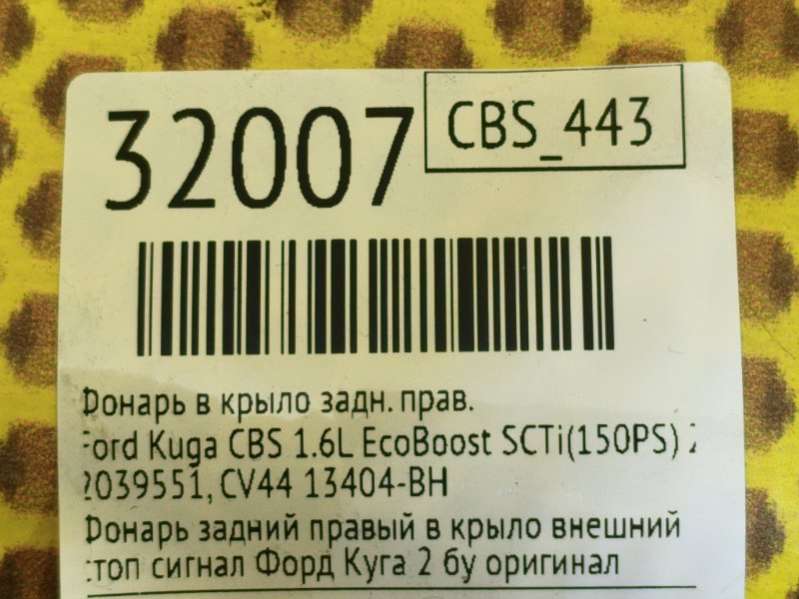 32007
CBS_443
Фонарь в крыло задн. прав.
Ford Kuga CBS 1.6L EcoBoost SCTi(150PS)
2039551, CV44 13404-BH
Фонарь задний правый в крыло внешний
стоп сигнал Форд Куга 2 бу оригинал